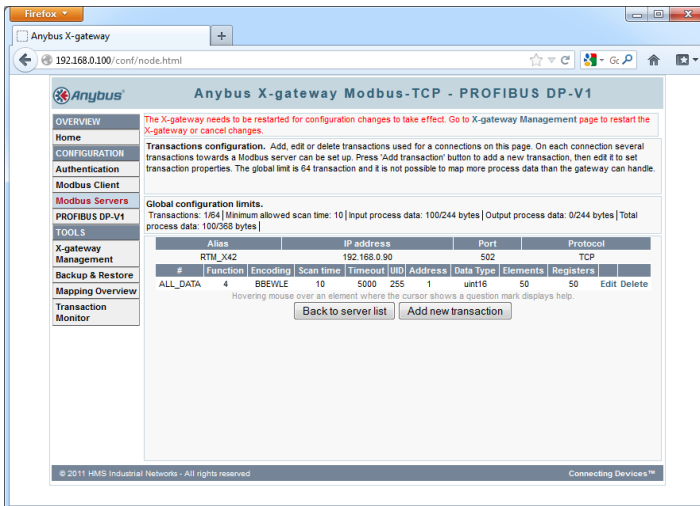 Firefox
Anybus X-gateway
192.168.0.100/conf/node.html
Anybus®
Anybus X-gateway Modbus-TCP - PROFIBUS DP-V1
OVERVIEW
Home
CONFIGURATION
Authentication
Modbus Client
Modbus Servers
PROFIBUS DP-V1
TOOLS
X-gateway
Management
Backup & Restore
Mapping Overview
Transaction
Monitor
The X-gateway needs to be restarted for configuration changes to take effect. Go to X-gateway Management page to restart the
X-gateway or cancel changes.
Transactions configuration. Add, edit or delete transactions used for a connections on this page. On each connection several
transactions towards a Modbus server can be set up. Press 'Add transaction' button to add a new transaction, then edit it to set
transaction properties. The global limit is 64 transaction and it is not possible to map more process data than the gateway can handle.
Global configuration limits.
Transactions: 1/64 | Minimum allowed scan time: 10 | Input process data: 100/244 bytes | Output process data: 0/244 bytes | Total
process data: 100/368 bytes |
Alias IP address Port Protocol
RTM_X42 192.168.0.90 502 TCP
# Function Encoding Scan time Timeout UID Address Data Type Elements Registers
ALL_DATA 4 BBEWLE 10 5000 255 1 uint16 50 50 Edit Delete
Hovering mouse over an element where the cursor shows a question mark displays help.
Back to server list Add new transaction
© 2011 HMS Industrial Networks - All rights reserved Connecting Devices™